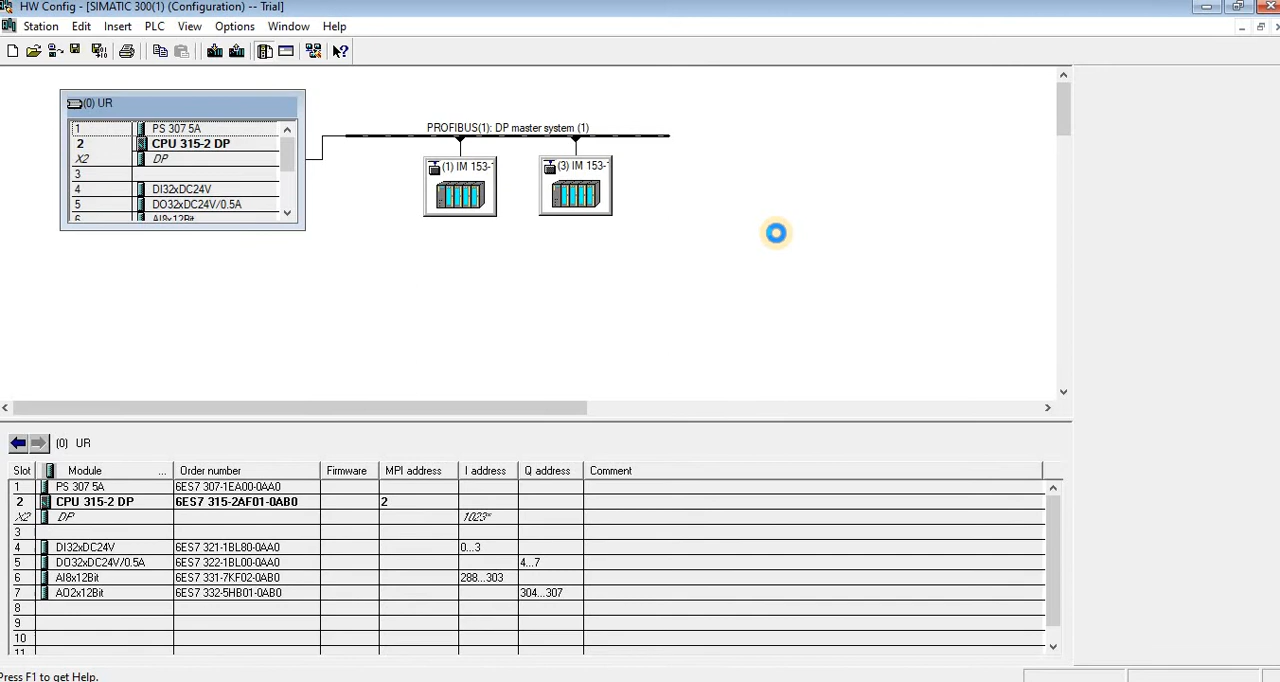 HW Config - [SIMATIC 300(1) (Configuration) -- Trial]
Station Edit Insert PLC View Options Window Help
(0) UR
1 PS 307 5A
2 CPU 315-2 DP
X2 DP
3
4 DI32xDC24V
5 DO32xDC24V/0.5A
6 AI8x12Bit
PROFIBUS(1): DP master system (1)
(1) IM 153-
(3) IM 153-
(0) UR
Slot Module ... Order number Firmware MPI address I address Q address Comment
1 PS 307 5A 6ES7 307-1EA00-0AA0
2 CPU 315-2 DP 6ES7 315-2AF01-0AB0 2
X2 DP 1023*
3
4 DI32xDC24V 6ES7 321-1BL80-0AA0 0...3
5 DO32xDC24V/0.5A 6ES7 322-1BL00-0AA0 4...7
6 AI8x12Bit 6ES7 331-7KF02-0AB0 288...303
7 AO2x12Bit 6ES7 332-5HB01-0AB0 304...307
8
9
10
11
Press F1 to get Help.